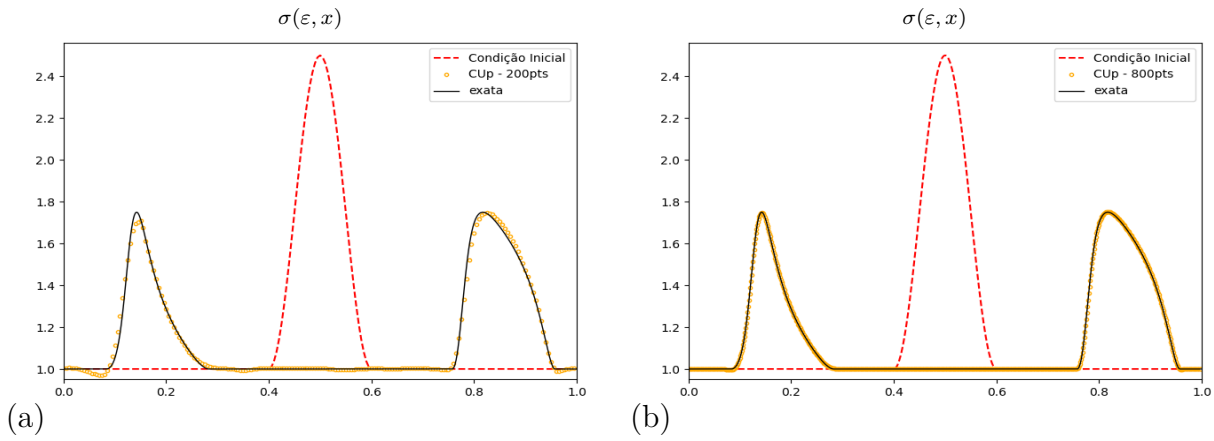 σ(ε, x)
Condição Inicial
CUp - 200pts
exata
2.4
2.2
2.0
1.8
1.6
1.4
1.2
1.0
0.0 0.2 0.4 0.6 0.8 1.0
(a)
σ(ε, x)
Condição Inicial
CUp - 800pts
exata
2.4
2.2
2.0
1.8
1.6
1.4
1.2
1.0
0.0 0.2 0.4 0.6 0.8 1.0
(b)